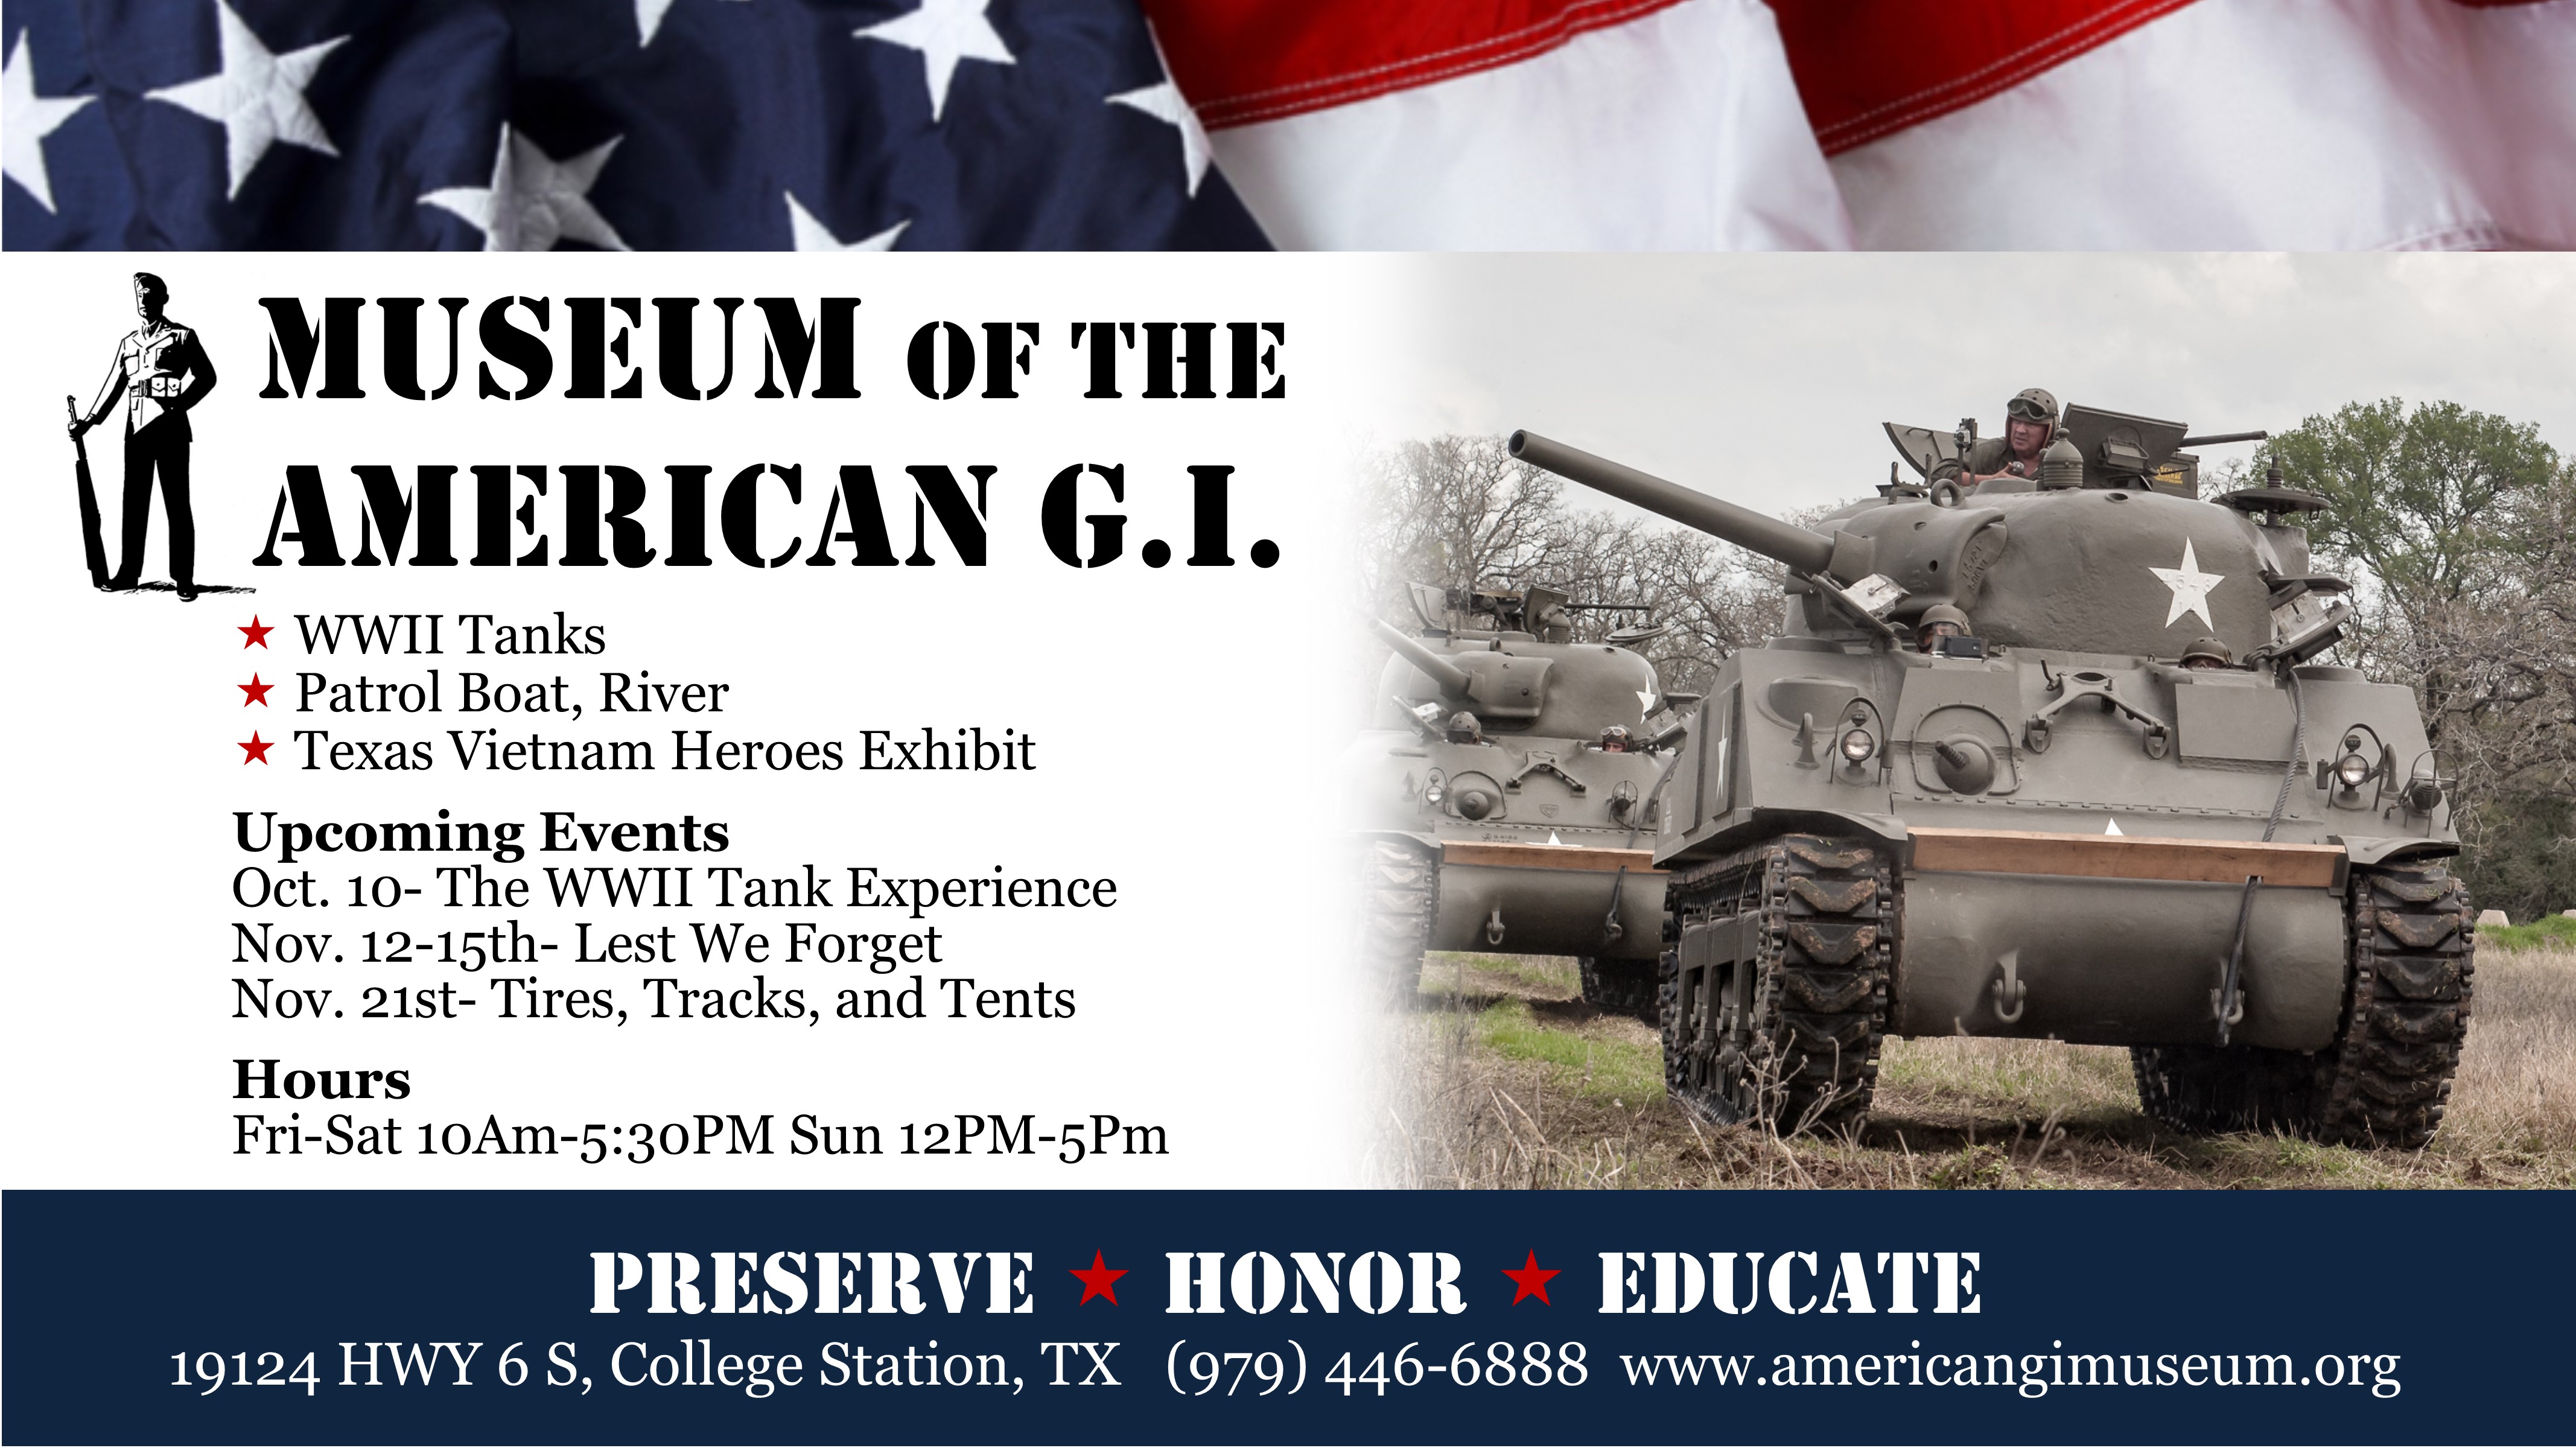 MUSEUM OF THE
AMERICAN G.I.
★ WWII Tanks
★ Patrol Boat, River
★ Texas Vietnam Heroes Exhibit
Upcoming Events
Oct. 10- The WWII Tank Experience
Nov. 12-15th- Lest We Forget
Nov. 21st- Tires, Tracks, and Tents
Hours
Fri-Sat 10Am-5:30PM Sun 12PM-5Pm
PRESERVE ★ HONOR ★ EDUCATE
19124 HWY 6 S, College Station, TX (979) 446-6888 www.americangimuseum.org